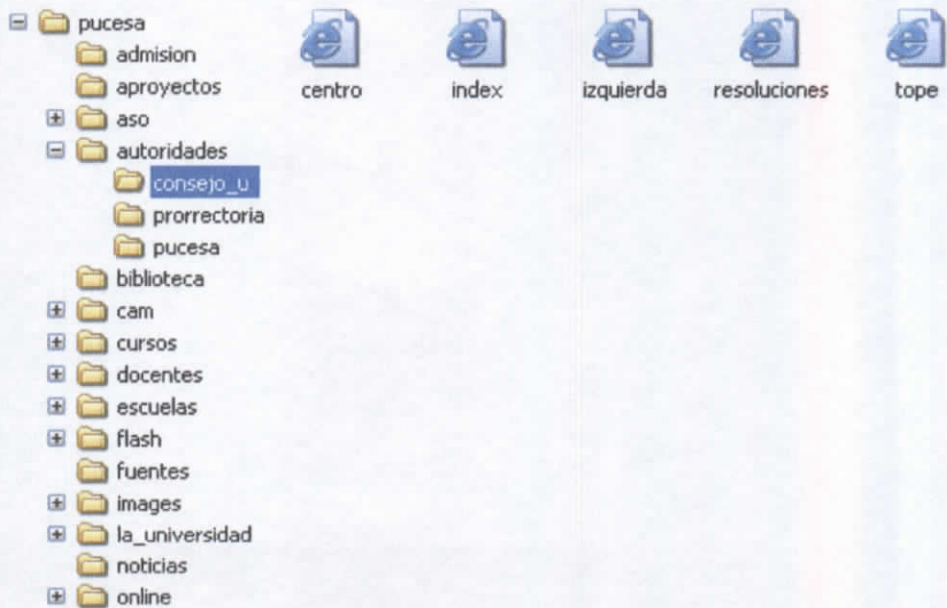 pucesa
admision
aproyectos
aso
autoridades
consejo_u
prorrectoria
pucesa
biblioteca
cam
cursos
docentes
escuelas
flash
fuentes
images
la_universidad
noticias
online
centro
index
izquierda
resoluciones
tope